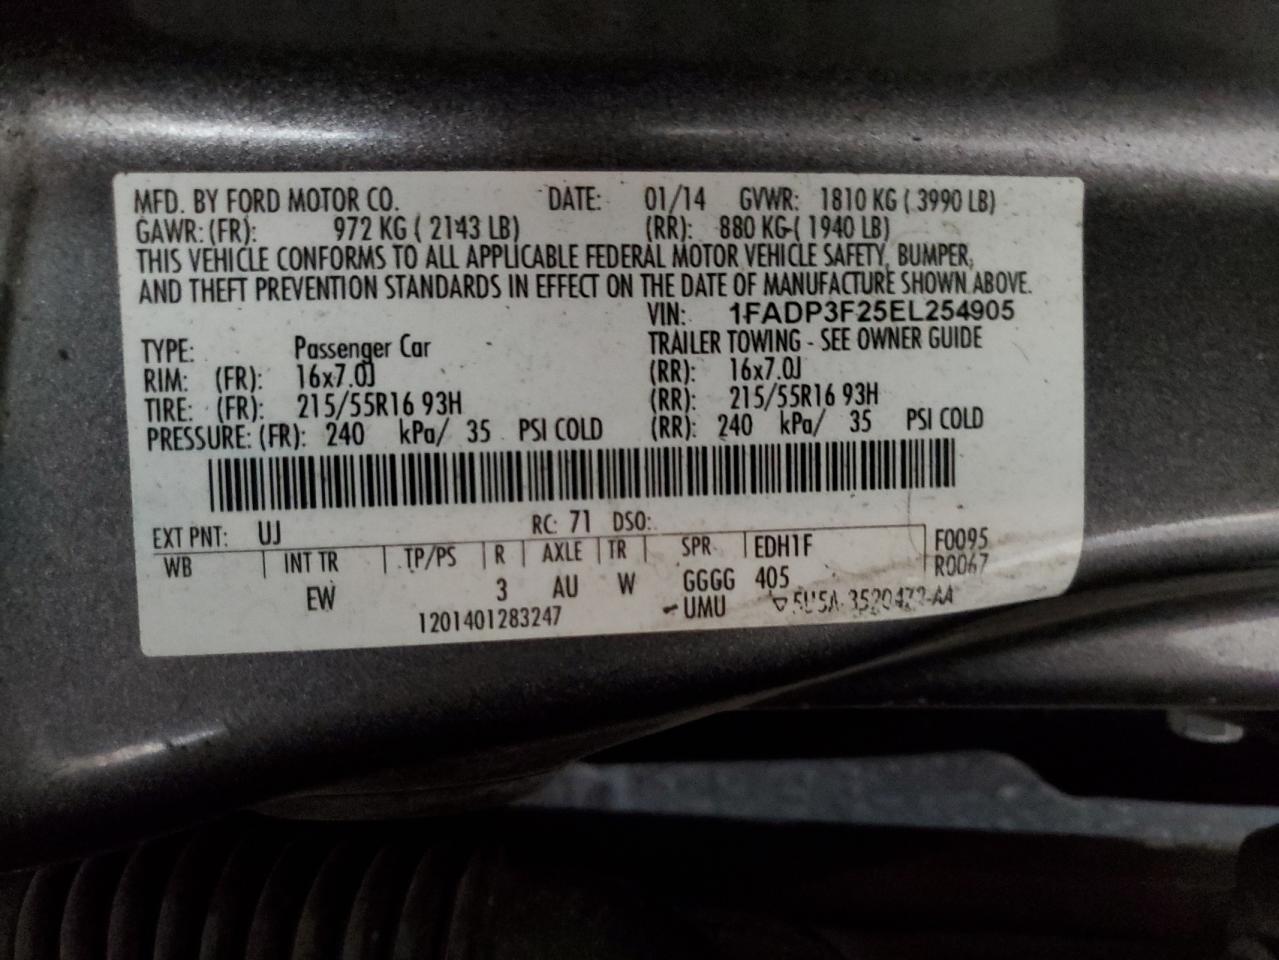 MFD. BY FORD MOTOR CO. DATE: 01/14 GVWR: 1810 KG ( 3990 LB)
GAWR: (FR): 972 KG ( 2143 LB) (RR): 880 KG ( 1940 LB)
THIS VEHICLE CONFORMS TO ALL APPLICABLE FEDERAL MOTOR VEHICLE SAFETY, BUMPER,
AND THEFT PREVENTION STANDARDS IN EFFECT ON THE DATE OF MANUFACTURE SHOWN ABOVE.
VIN: 1FADP3F25EL254905
TYPE: Passenger Car TRAILER TOWING - SEE OWNER GUIDE
RIM: (FR): 16x7.0J (RR): 16x7.0J
TIRE: (FR): 215/55R16 93H (RR): 215/55R16 93H
PRESSURE: (FR): 240 kPa/ 35 PSI COLD (RR): 240 kPa/ 35 PSI COLD
EXT PNT: UJ RC: 71 DSO:
WB INT TR TP/PS R AXLE TR SPR EDH1F F0095
EW 3 AU W GGGG 405 R0067
1201401283247 UMU